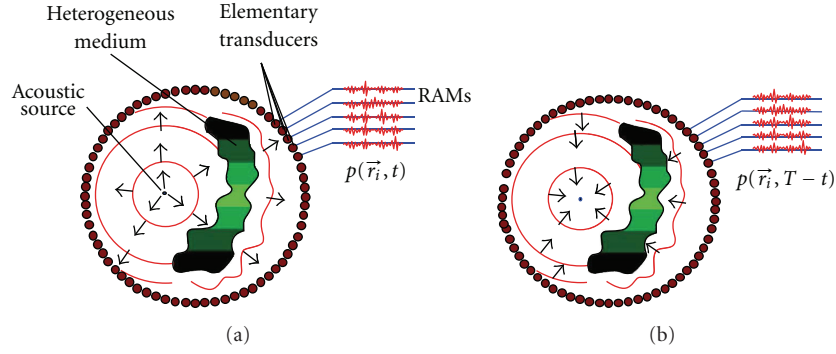 Heterogeneous
medium
Elementary
transducers
Acoustic
source
RAMs
p(r⃗ᵢ, t)
p(r⃗ᵢ, T − t)
(a)
(b)